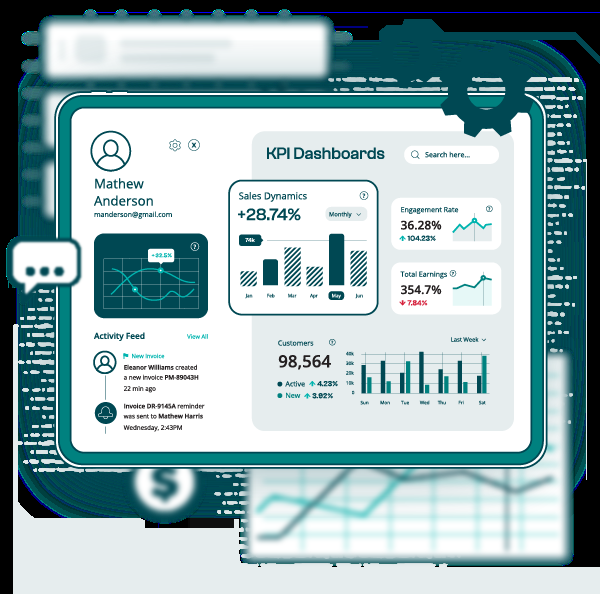 X
KPI Dashboards
Search here...
Mathew
Anderson
manderson@gmail.com
Sales Dynamics
?
+28.74%
Monthly
74k
Jan Feb Mar Apr May Jun
Engagement Rate
?
36.28%
104.23%
Total Earnings ?
354.7%
7.84%
?
+32.5%
Activity Feed
View All
New Invoice
Eleanor Williams created
a new invoice PM-89043H
22 min ago
Invoice DR-9145A reminder
was sent to Mathew Harris
Wednesday, 2:43PM
Customers ?
98,564
Active 4.23%
New 3.92%
Last Week
40k
30k
20k
10k
0
Sun Mon Tus Wed Thu Fri Sat
$